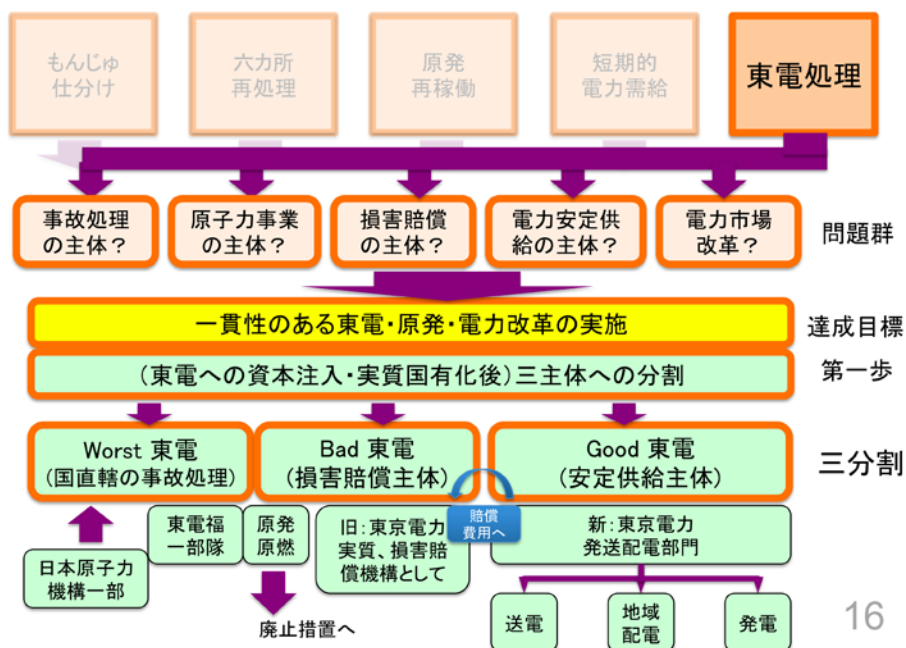 もんじゅ
仕分け
六カ所
再処理
原発
再稼働
短期的
電力需給
東電処理
事故処理
の主体？
原子力事業
の主体？
損害賠償
の主体？
電力安定供
給の主体？
電力市場
改革？
問題群
一貫性のある東電・原発・電力改革の実施
達成目標
(東電への資本注入・実質国有化後)三主体への分割
第一歩
Worst 東電
(国直轄の事故処理)
Bad 東電
(損害賠償主体)
Good 東電
(安定供給主体)
三分割
賠償
費用へ
日本原子力
機構一部
東電福
一部隊
原発
原燃
旧：東京電力
実質、損害賠
償機構として
新：東京電力
発送配電部門
廃止措置へ
送電
地域
配電
発電
16